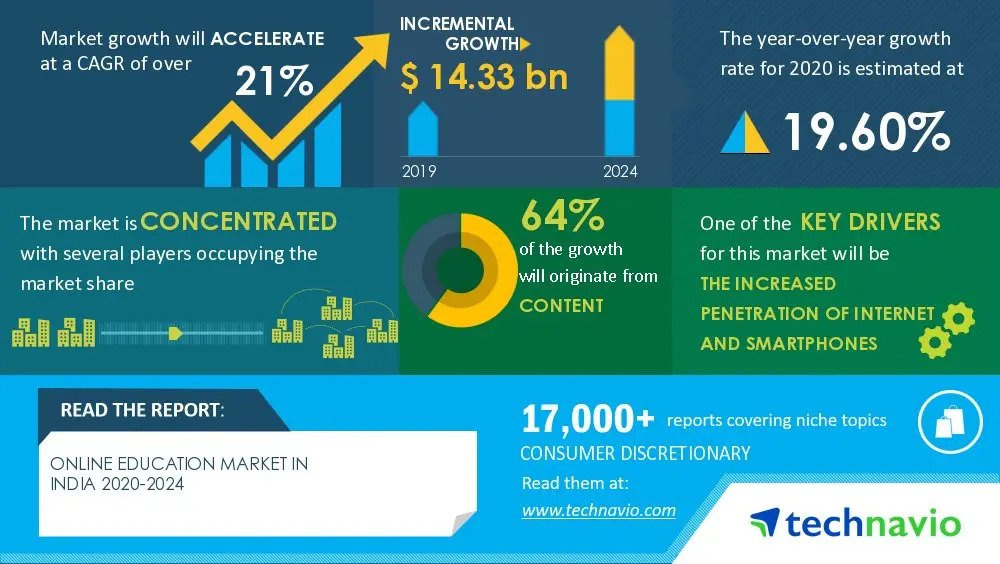 Market growth will ACCELERATE
at a CAGR of over
21%
INCREMENTAL
GROWTH
$ 14.33 bn
2019
2024
The year-over-year growth
rate for 2020 is estimated at
19.60%
The market is CONCENTRATED
with several players occupying the
market share
64%
of the growth
will originate from
CONTENT
One of the KEY DRIVERS
for this market will be
THE INCREASED
PENETRATION OF INTERNET
AND SMARTPHONES
READ THE REPORT:
ONLINE EDUCATION MARKET IN
INDIA 2020-2024
17,000+ reports covering niche topics
CONSUMER DISCRETIONARY
Read them at:
www.technavio.com
technavio